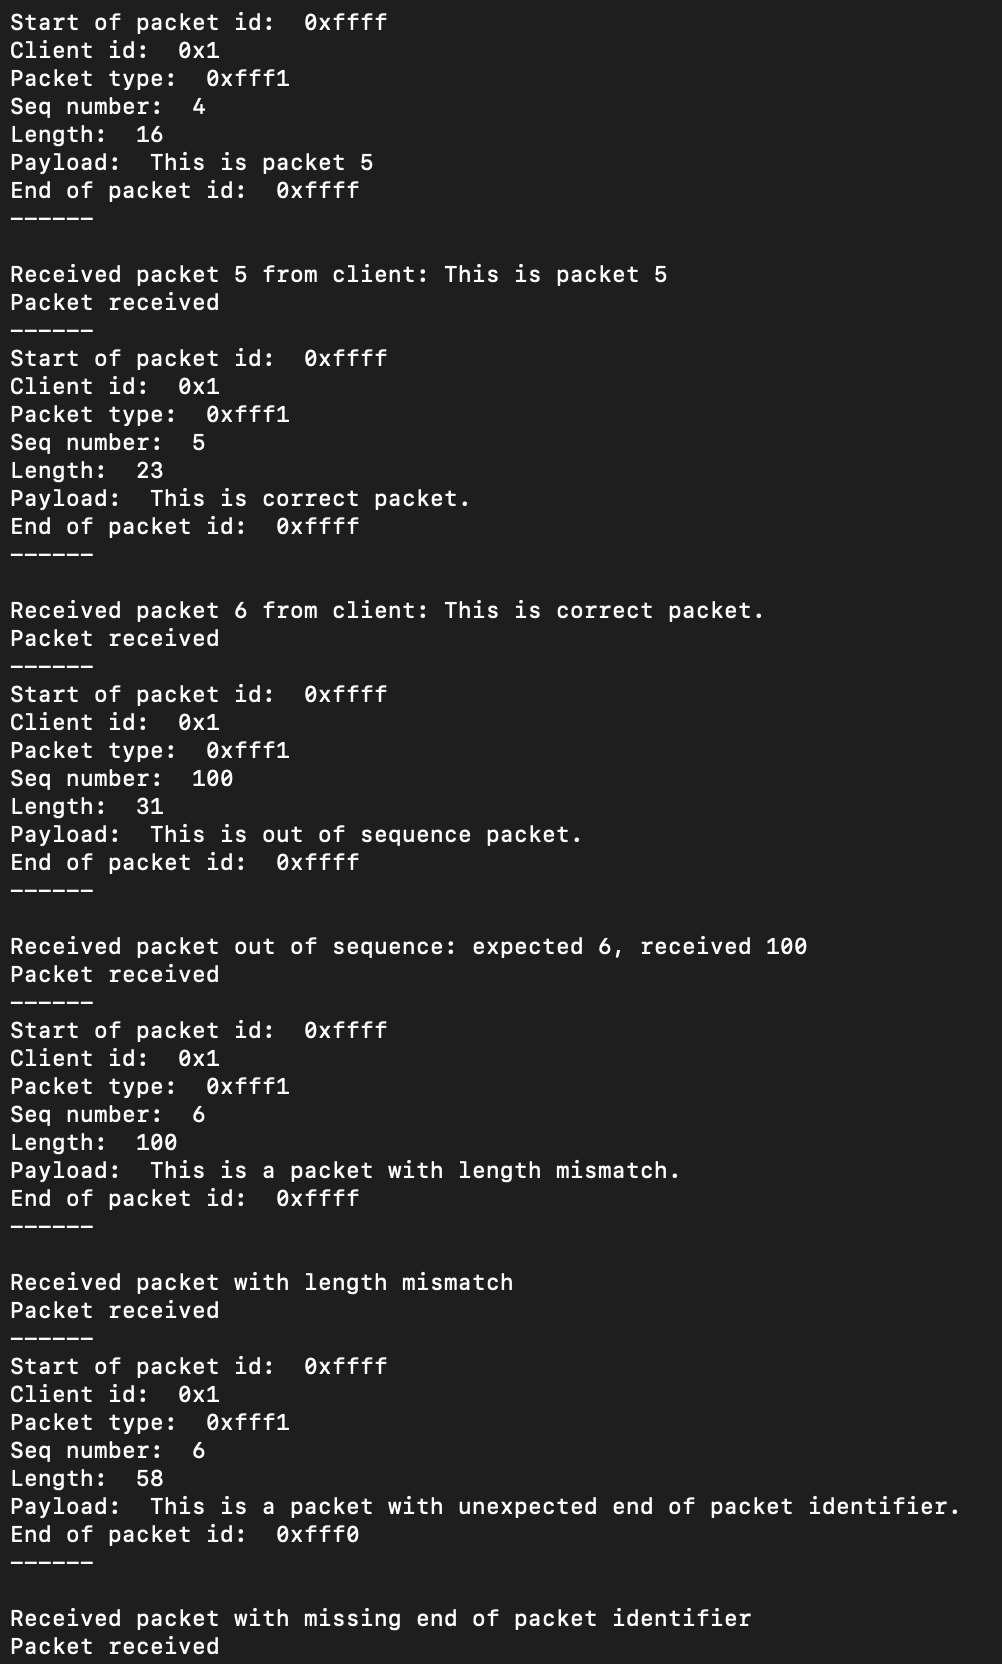 Start of packet id:  0xffff
Client id:  0x1
Packet type:  0xfff1
Seq number:  4
Length:  16
Payload:  This is packet 5
End of packet id:  0xffff
------

Received packet 5 from client: This is packet 5
Packet received
------
Start of packet id:  0xffff
Client id:  0x1
Packet type:  0xfff1
Seq number:  5
Length:  23
Payload:  This is correct packet.
End of packet id:  0xffff
------

Received packet 6 from client: This is correct packet.
Packet received
------
Start of packet id:  0xffff
Client id:  0x1
Packet type:  0xfff1
Seq number:  100
Length:  31
Payload:  This is out of sequence packet.
End of packet id:  0xffff
------

Received packet out of sequence: expected 6, received 100
Packet received
------
Start of packet id:  0xffff
Client id:  0x1
Packet type:  0xfff1
Seq number:  6
Length:  100
Payload:  This is a packet with length mismatch.
End of packet id:  0xffff
------

Received packet with length mismatch
Packet received
------
Start of packet id:  0xffff
Client id:  0x1
Packet type:  0xfff1
Seq number:  6
Length:  58
Payload:  This is a packet with unexpected end of packet identifier.
End of packet id:  0xfff0
------

Received packet with missing end of packet identifier
Packet received